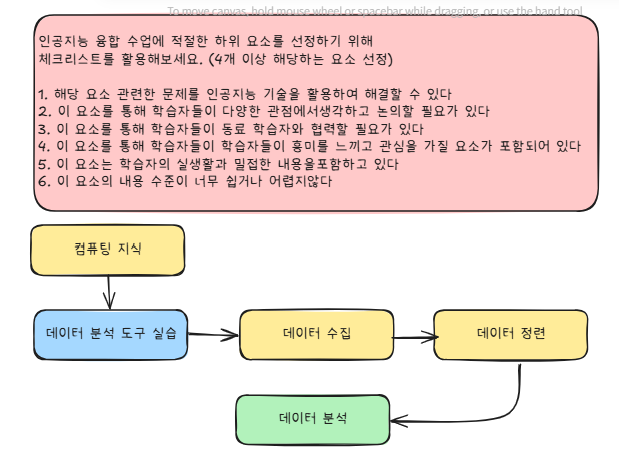 To move canvas, hold mouse wheel or spacebar while dragging, or use the hand tool
인공지능 융합 수업에 적절한 하위 요소를 선정하기 위해
체크리스트를 활용해보세요. (4개 이상 해당하는 요소 선정)
1. 해당 요소 관련한 문제를 인공지능 기술을 활용하여 해결할 수 있다
2. 이 요소를 통해 학습자들이 다양한 관점에서생각하고 논의할 필요가 있다
3. 이 요소를 통해 학습자들이 동료 학습자와 협력할 필요가 있다
4. 이 요소를 통해 학습자들이 학습자들이 흥미를 느끼고 관심을 가질 요소가 포함되어 있다
5. 이 요소는 학습자의 실생활과 밀접한 내용을포함하고 있다
6. 이 요소의 내용 수준이 너무 쉽거나 어렵지않다
컴퓨팅 지식
데이터 분석 도구 실습
데이터 수집
데이터 정련
데이터 분석